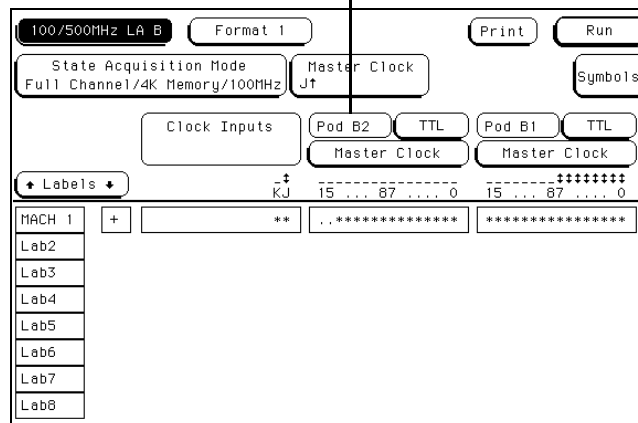 100/500MHz LA B Format 1 Print Run
State Acquisition Mode
Full Channel/4K Memory/100MHz
Master Clock
J↑
Symbols
Clock Inputs Pod B2 TTL Pod B1 TTL
Master Clock Master Clock
↑ Labels ↓
_↕ ________________ ________↕↕↕↕↕↕↕↕
KJ 15 ... 87 .... 0 15 ... 87 .... 0
MACH 1 + ** ..************** ****************
Lab2
Lab3
Lab4
Lab5
Lab6
Lab7
Lab8